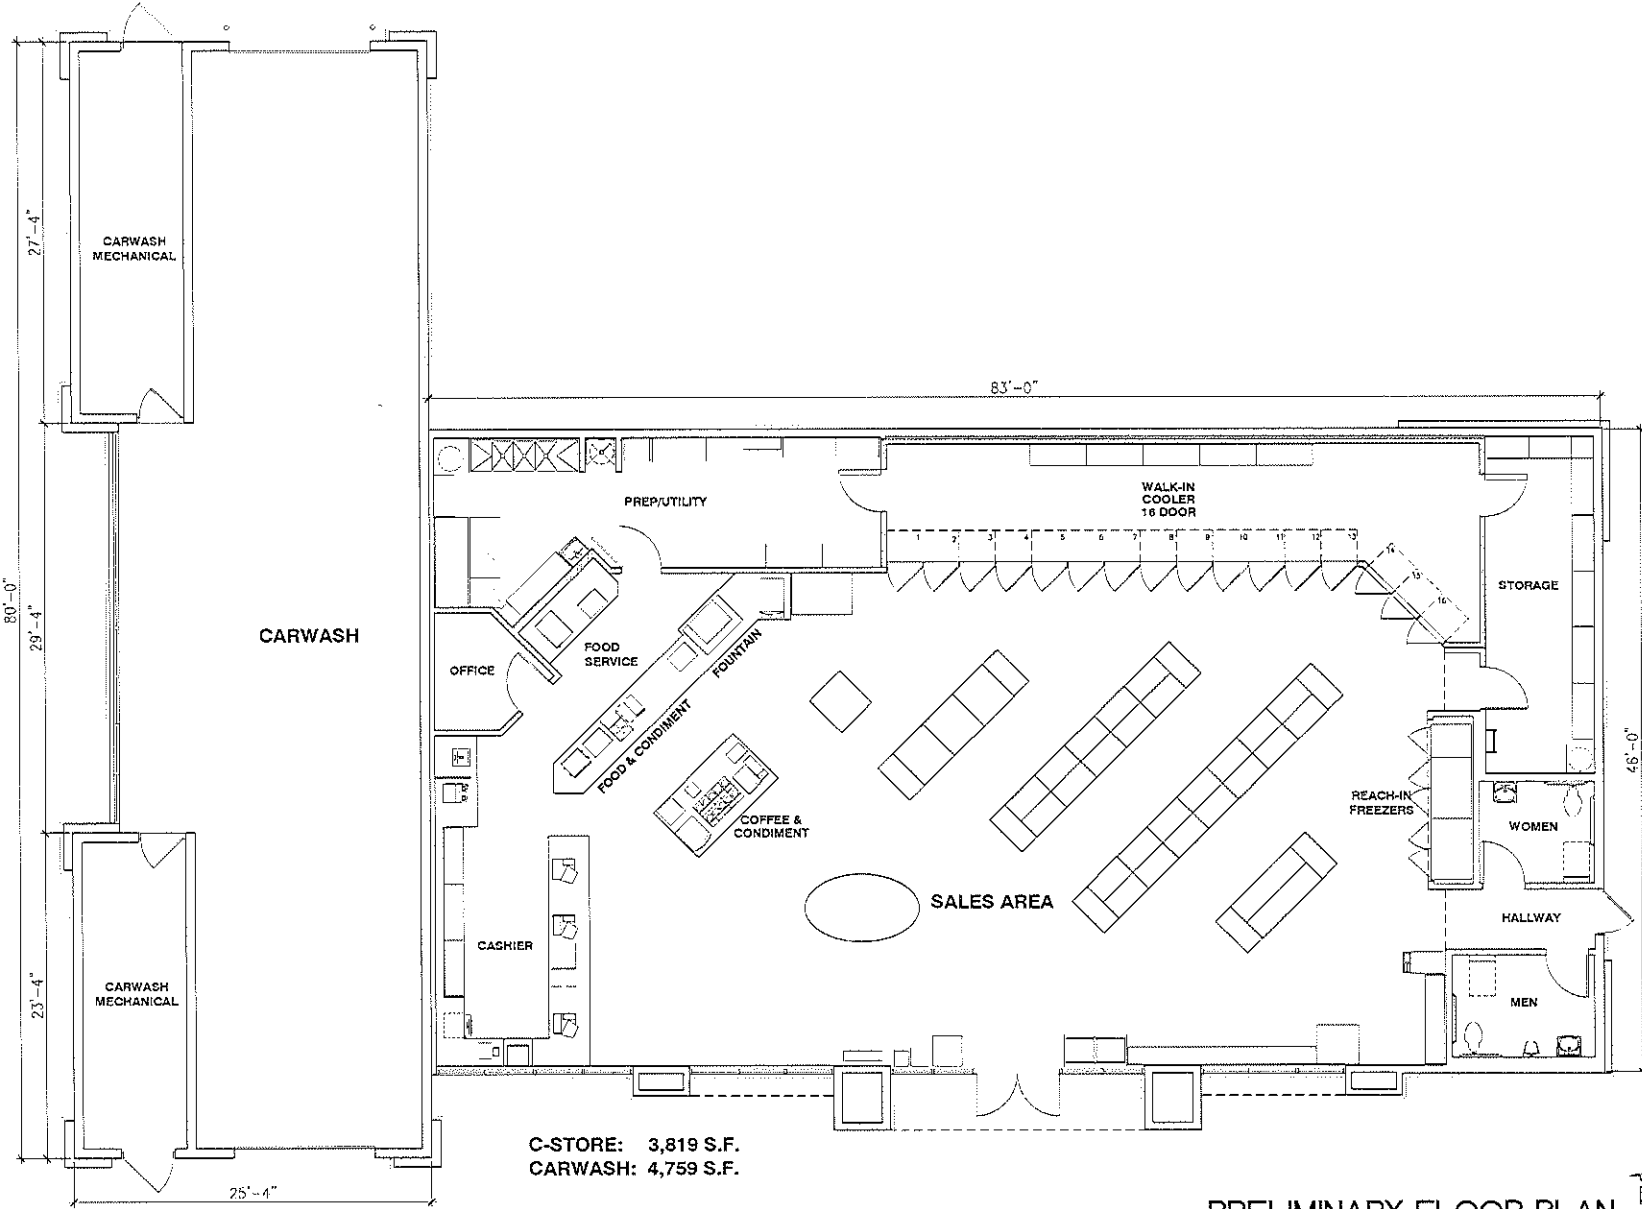 27'-4"
CARWASH
MECHANICAL
83'-0"
WALK-IN
COOLER
16 DOOR
PREP/UTILITY
1 2 3 4 5 6 7 8 9 10 11 12 13
14
15
16
80'-0"
29'-4"
CARWASH
STORAGE
FOOD
SERVICE
OFFICE
FOUNTAIN
FOOD & CONDIMENT
46'-0"
COFFEE &
CONDIMENT
REACH-IN
FREEZERS
WOMEN
SALES AREA
HALLWAY
CASHIER
23'-4"
CARWASH
MECHANICAL
MEN
C-STORE: 3,819 S.F.
CARWASH: 4,759 S.F.
25'-4"
PRELIMINARY FLOOR PLAN